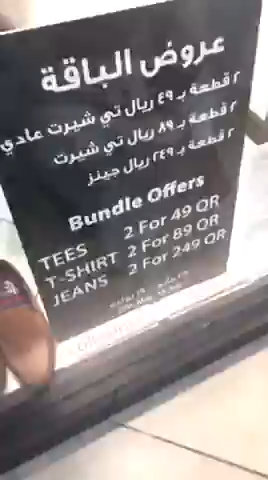 عروض الباقة
٢ قطعة بـ ٤٩ ريال تي شيرت عادي
٢ قطعة بـ ٨٩ ريال تي شيرت
٢ قطعة بـ ٢٤٩ ريال جينز
Bundle Offers
TEES 2 For 49 QR
T-SHIRT 2 For 89 QR
JEANS 2 For 249 QR